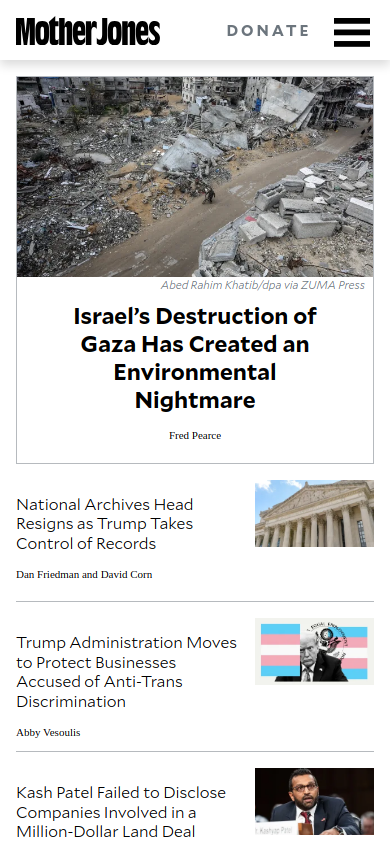 Mother Jones
DONATE
Abed Rahim Khatib/dpa via ZUMA Press
Israel’s Destruction of
Gaza Has Created an
Environmental
Nightmare
Fred Pearce
National Archives Head
Resigns as Trump Takes
Control of Records
Dan Friedman and David Corn
Trump Administration Moves
to Protect Businesses
Accused of Anti-Trans
Discrimination
Abby Vesoulis
Kash Patel Failed to Disclose
Companies Involved in a
Million-Dollar Land Deal